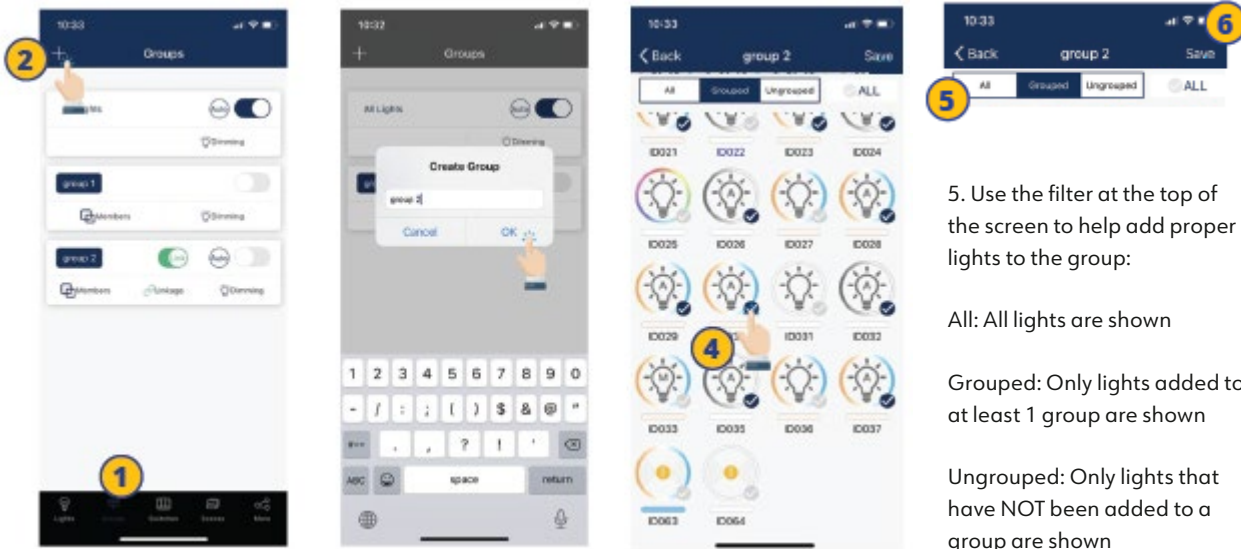 10:33
2
Groups
Auto
Dimming
group 1
Members
Dimming
group 2
Link
Auto
Members
Linkage
Dimming
1
Lights
Groups
Switches
Scenes
More
10:32
Groups
All Lights
Auto
Dimming
Create Group
group 2
Cancel
OK
1 2 3 4 5 6 7 8 9 0
- / : ; ( ) $ & @ "
#+=
. , ? ! '
ABC
space
return
10:33
Back
group 2
Save
All
Grouped
Ungrouped
ALL
ID021
ID022
ID023
ID024
ID025
ID026
ID027
ID028
ID029
4
ID031
ID032
ID033
ID035
ID036
ID037
ID063
ID064
10:33
6
Back
group 2
Save
5
All
Grouped
Ungrouped
ALL
5. Use the filter at the top of
the screen to help add proper
lights to the group:
All: All lights are shown
Grouped: Only lights added to
at least 1 group are shown
Ungrouped: Only lights that
have NOT been added to a
group are shown